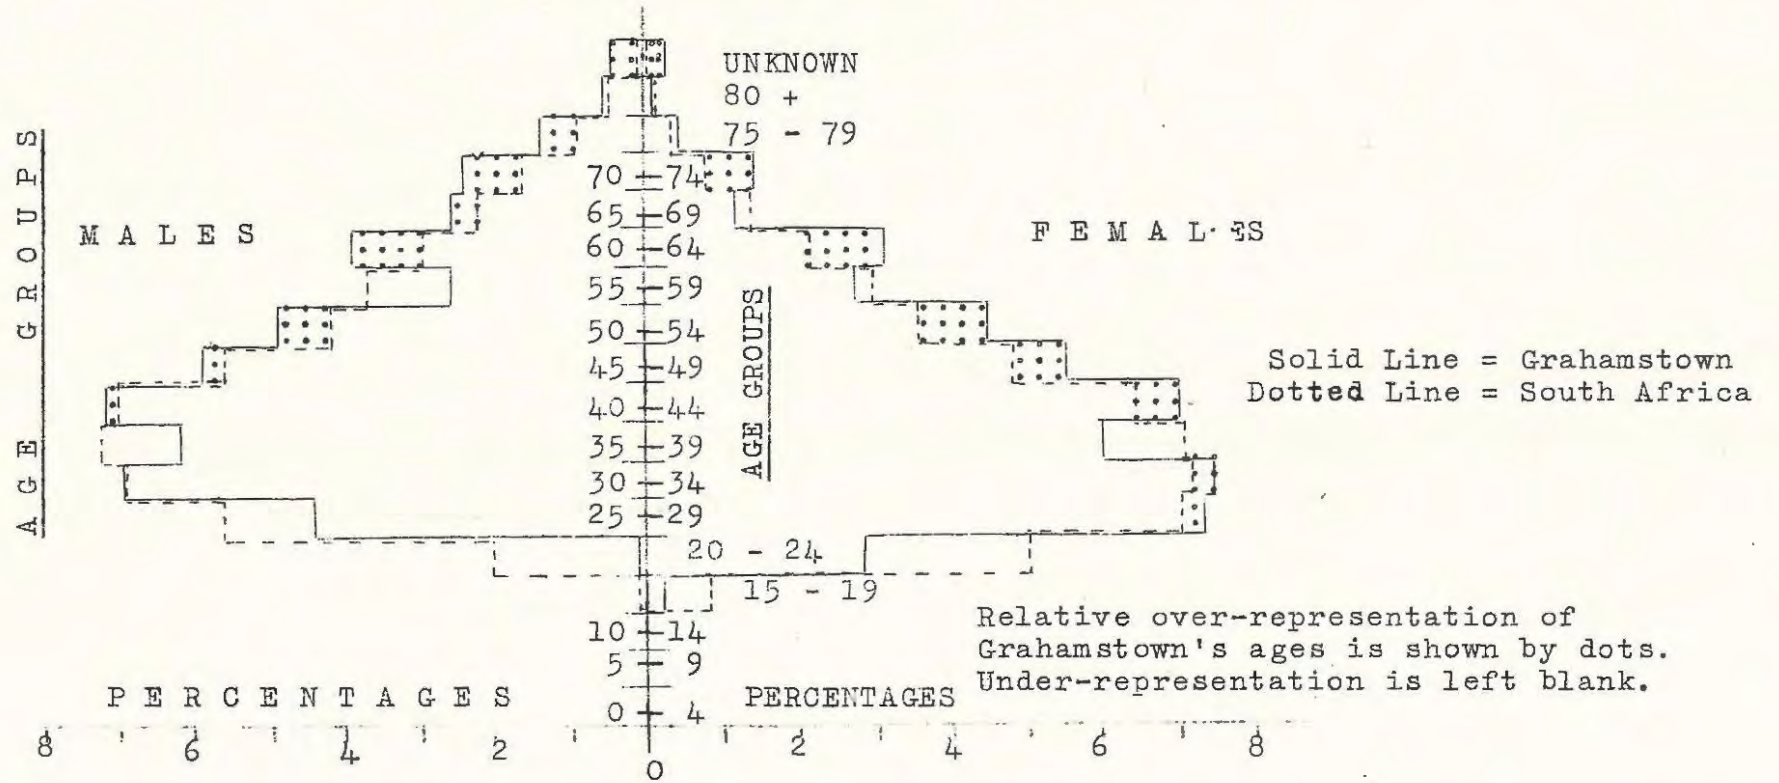 UNKNOWN
80 +
75 - 79
70 74
65 69
60 64
55 59
50 54
45 49
40 44
35 39
30 34
25 29
20 - 24
15 - 19
10 14
5 9
0 4
AGE GROUPS
MALES
FEMALES
AGE GROUPS
Solid Line = Grahamstown
Dotted Line = South Africa
Relative over-representation of
Grahamstown's ages is shown by dots.
Under-representation is left blank.
PERCENTAGES PERCENTAGES
8 6 4 2 0 2 4 6 8